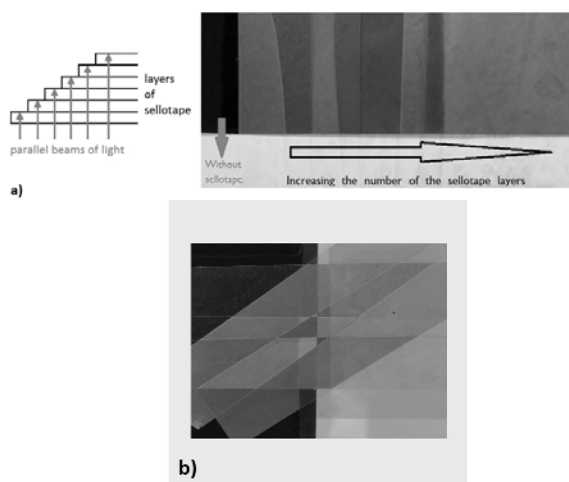 layers
of
sellotape
parallel beams of light
a)
Without
sellotape
Increasing the number of the sellotape layers
b)